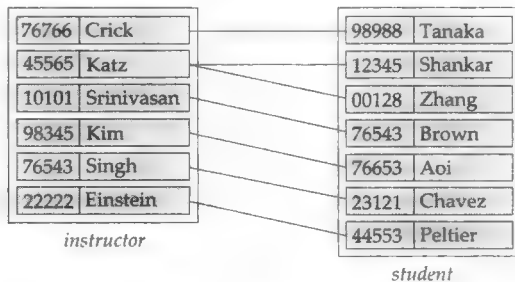 76766 Crick
45565 Katz
10101 Srinivasan
98345 Kim
76543 Singh
22222 Einstein
instructor
98988 Tanaka
12345 Shankar
00128 Zhang
76543 Brown
76653 Aoi
23121 Chavez
44553 Peltier
student